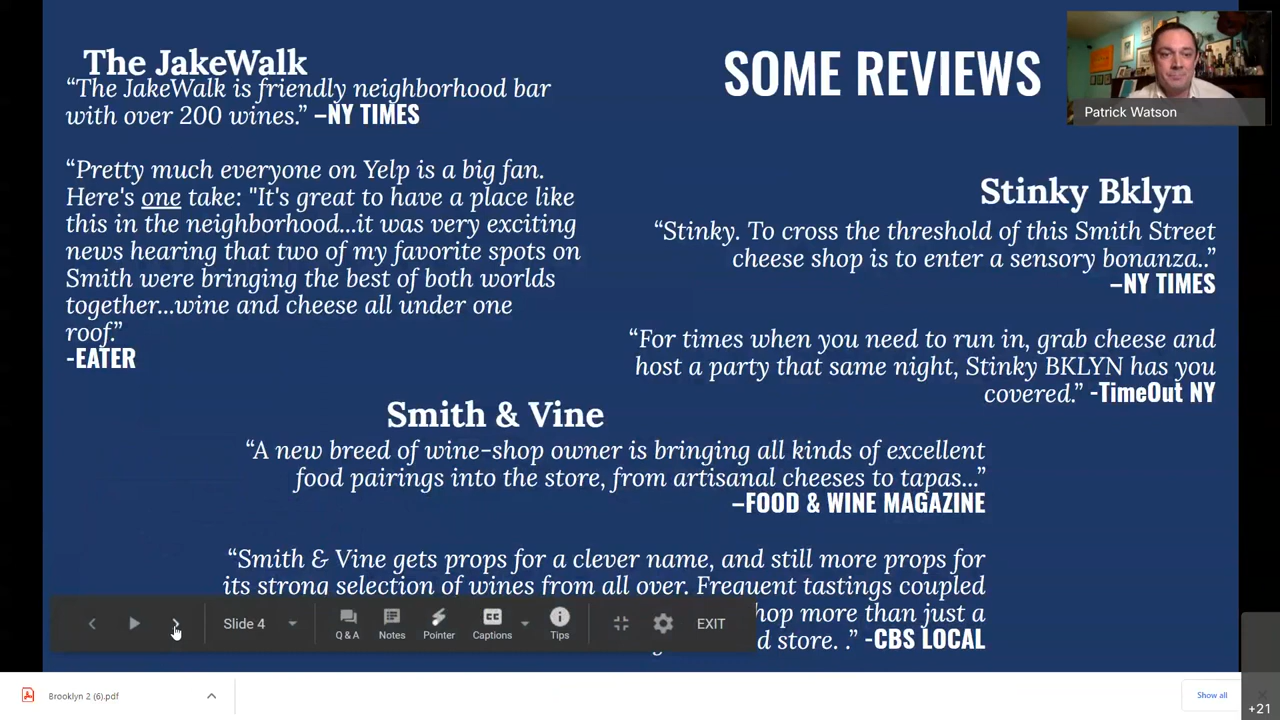 The JakeWalk
“The JakeWalk is friendly neighborhood bar
with over 200 wines.” –NY TIMES
“Pretty much everyone on Yelp is a big fan.
Here's one take: "It's great to have a place like
this in the neighborhood...it was very exciting
news hearing that two of my favorite spots on
Smith were bringing the best of both worlds
together...wine and cheese all under one
roof.”
-EATER
SOME REVIEWS
Patrick Watson
Stinky Bklyn
“Stinky. To cross the threshold of this Smith Street
cheese shop is to enter a sensory bonanza..”
–NY TIMES
“For times when you need to run in, grab cheese and
host a party that same night, Stinky BKLYN has you
covered.” -TimeOut NY
Smith & Vine
“A new breed of wine-shop owner is bringing all kinds of excellent
food pairings into the store, from artisanal cheeses to tapas...”
–FOOD & WINE MAGAZINE
“Smith & Vine gets props for a clever name, and still more props for
its strong selection of wines from all over. Frequent tastings coupled
more than just a
store. .” -CBS LOCAL
Slide 4
Q & A
Notes
Pointer
Captions
Tips
EXIT
Brooklyn 2 (6).pdf
Show all
+21